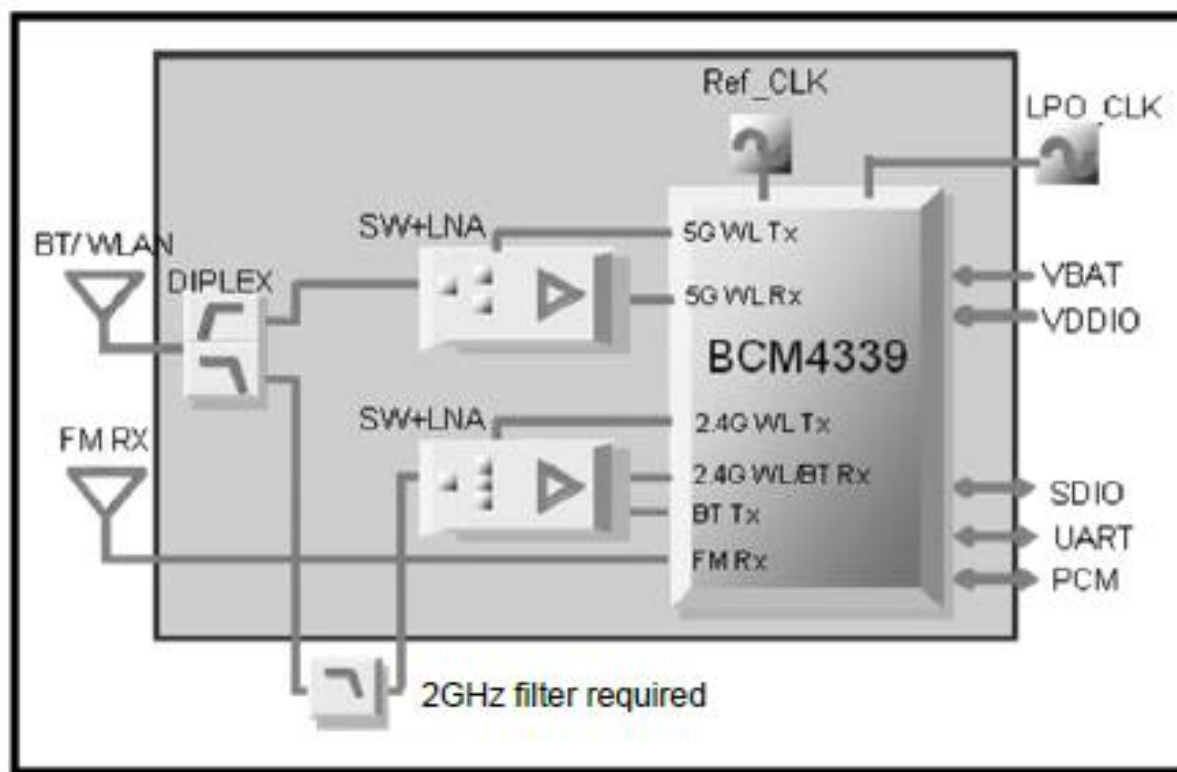 Ref_CLK
LPO_CLK
SW+LNA
5G WL Tx
BT/ WLAN
DIPLEX
VBAT
5G WL Rx
VDDIO
BCM4339
SW+LNA
2.4G WL Tx
FM RX
2.4G WL/BT Rx
SDIO
BT Tx
UART
FM Rx
PCM
2GHz filter required